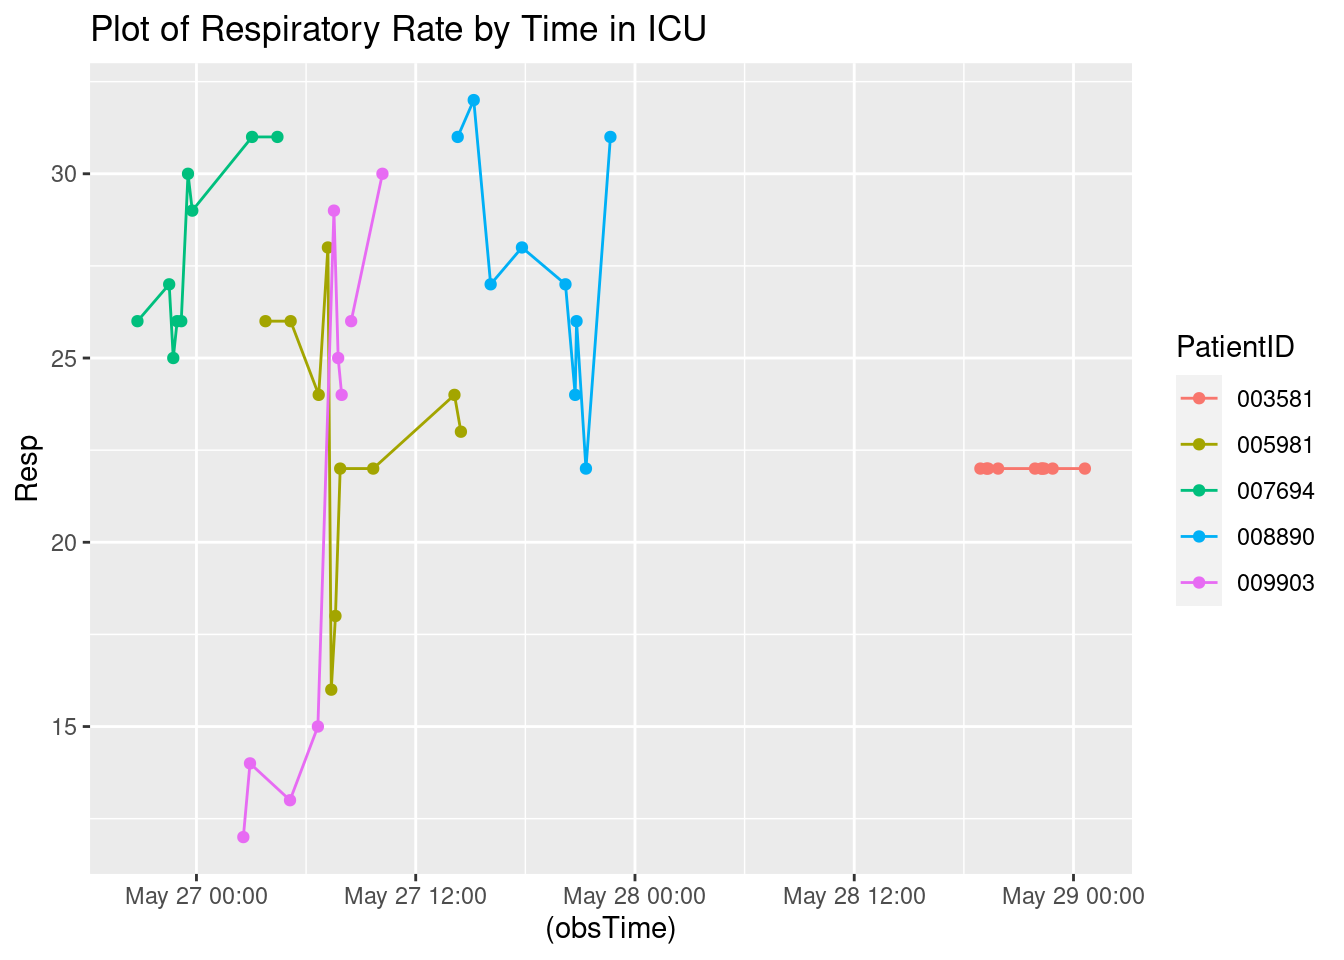 Plot of Respiratory Rate by Time in ICU
Resp
30
25
20
15
May 27 00:00
May 27 12:00
May 28 00:00
May 28 12:00
May 29 00:00
(obsTime)
PatientID
003581
005981
007694
008890
009903